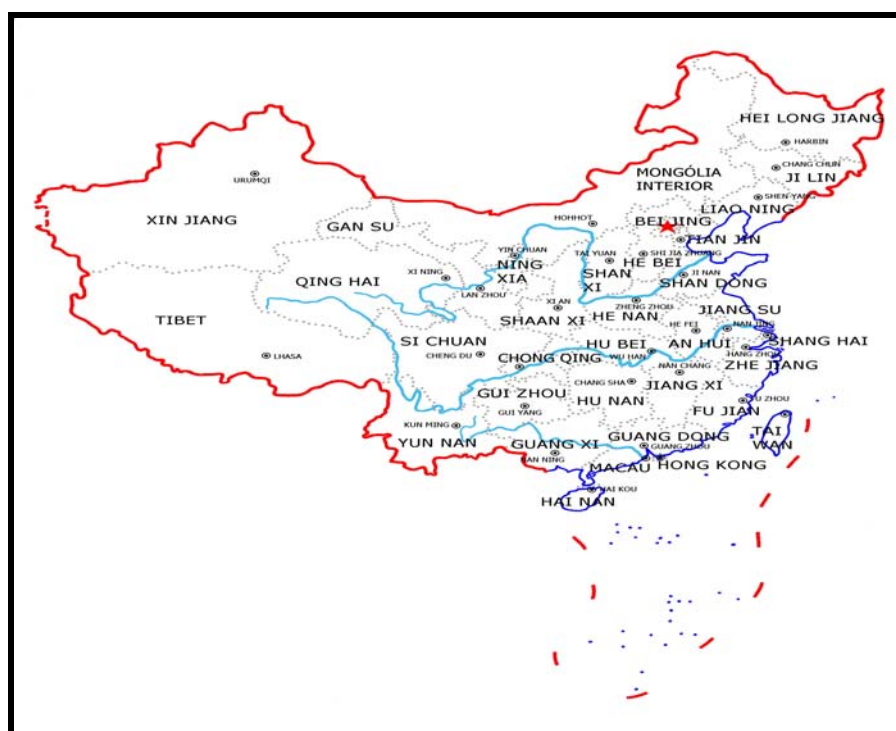 HEI LONG JIANG
HARBIN
CHANG CHUN
JI LIN
MONGÓLIA
INTERIOR
URUMQI
SHEN YANG
LIAO NING
XIN JIANG
GAN SU
HOHHOT
BEI JING
TIAN JIN
YIN CHUAN
TAI YUAN
SHI JIA ZHUANG
NING
XIA
HE BEI
XI NING
SHAN
XI
JI NAN
SHAN DONG
QING HAI
LAN ZHOU
XI AN
ZHENG ZHOU
JIANG SU
TIBET
SHAAN XI
HE NAN
HE FEI
NAN JING
SI CHUAN
HU BEI
AN HUI
SHANG HAI
LHASA
CHENG DU
CHONG QING
WU HAN
HANG ZHOU
ZHE JIANG
NAN CHANG
CHANG SHA
JIANG XI
GUI ZHOU
HU NAN
GUI YANG
FU ZHOU
FU JIAN
KUN MING
TAI
WAN
YUN NAN
GUANG XI
GUANG DONG
GUANG ZHOU
NAN NING
MACAU
HONG KONG
HAI KOU
HAI NAN